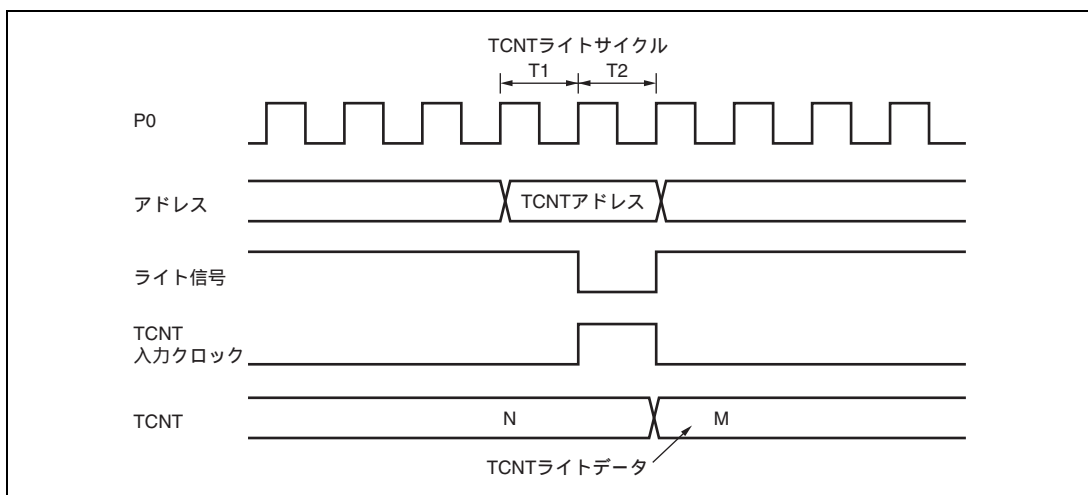 TCNTライトサイクル
T1 T2
P0
アドレス
TCNTアドレス
ライト信号
TCNT
入力クロック
TCNT
N
M
TCNTライトデータ